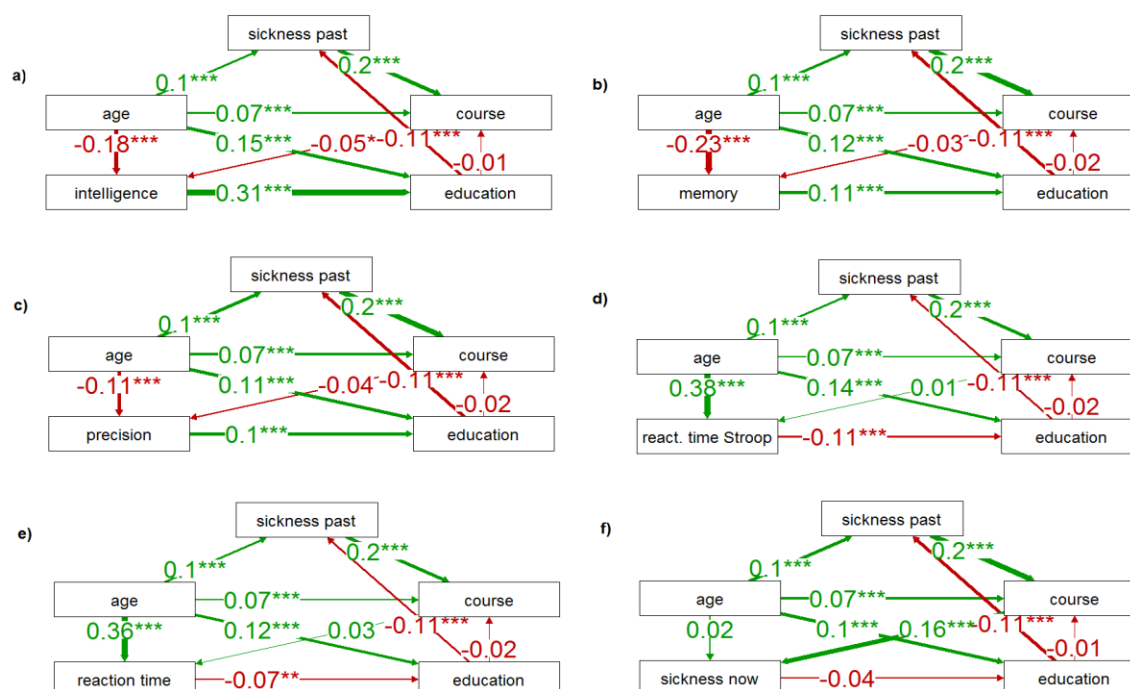 a)
sickness past
0.1***
0.2***
age
0.07***
course
-0.18***
0.15***
-0.05*
-0.11***
-0.01
intelligence
0.31***
education
b)
sickness past
0.1***
0.2***
age
0.07***
course
-0.23***
0.12***
-0.03
-0.11***
-0.02
memory
0.11***
education
c)
sickness past
0.1***
0.2***
age
0.07***
course
-0.11***
0.11***
-0.04
-0.11***
-0.02
precision
0.1***
education
d)
sickness past
0.1***
0.2***
age
0.07***
course
0.38***
0.14***
0.01
-0.11***
-0.02
react. time Stroop
-0.11***
education
e)
sickness past
0.1***
0.2***
age
0.07***
course
0.36***
0.12***
0.03
-0.11***
-0.02
reaction time
-0.07**
education
f)
sickness past
0.1***
0.2***
age
0.07***
course
0.02
0.1***
0.16***
-0.11***
-0.01
sickness now
-0.04
education